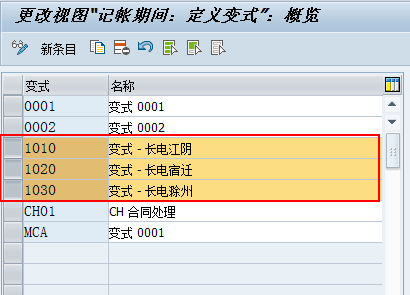 更改视图"记帐期间：定义变式"：概览
新条目
变式 名称
0001 变式 0001
0002 变式 0002
1010 变式 - 长电江阴
1020 变式 - 长电宿迁
1030 变式 - 长电滁州
CH01 CH 合同处理
MCA 变式 0001